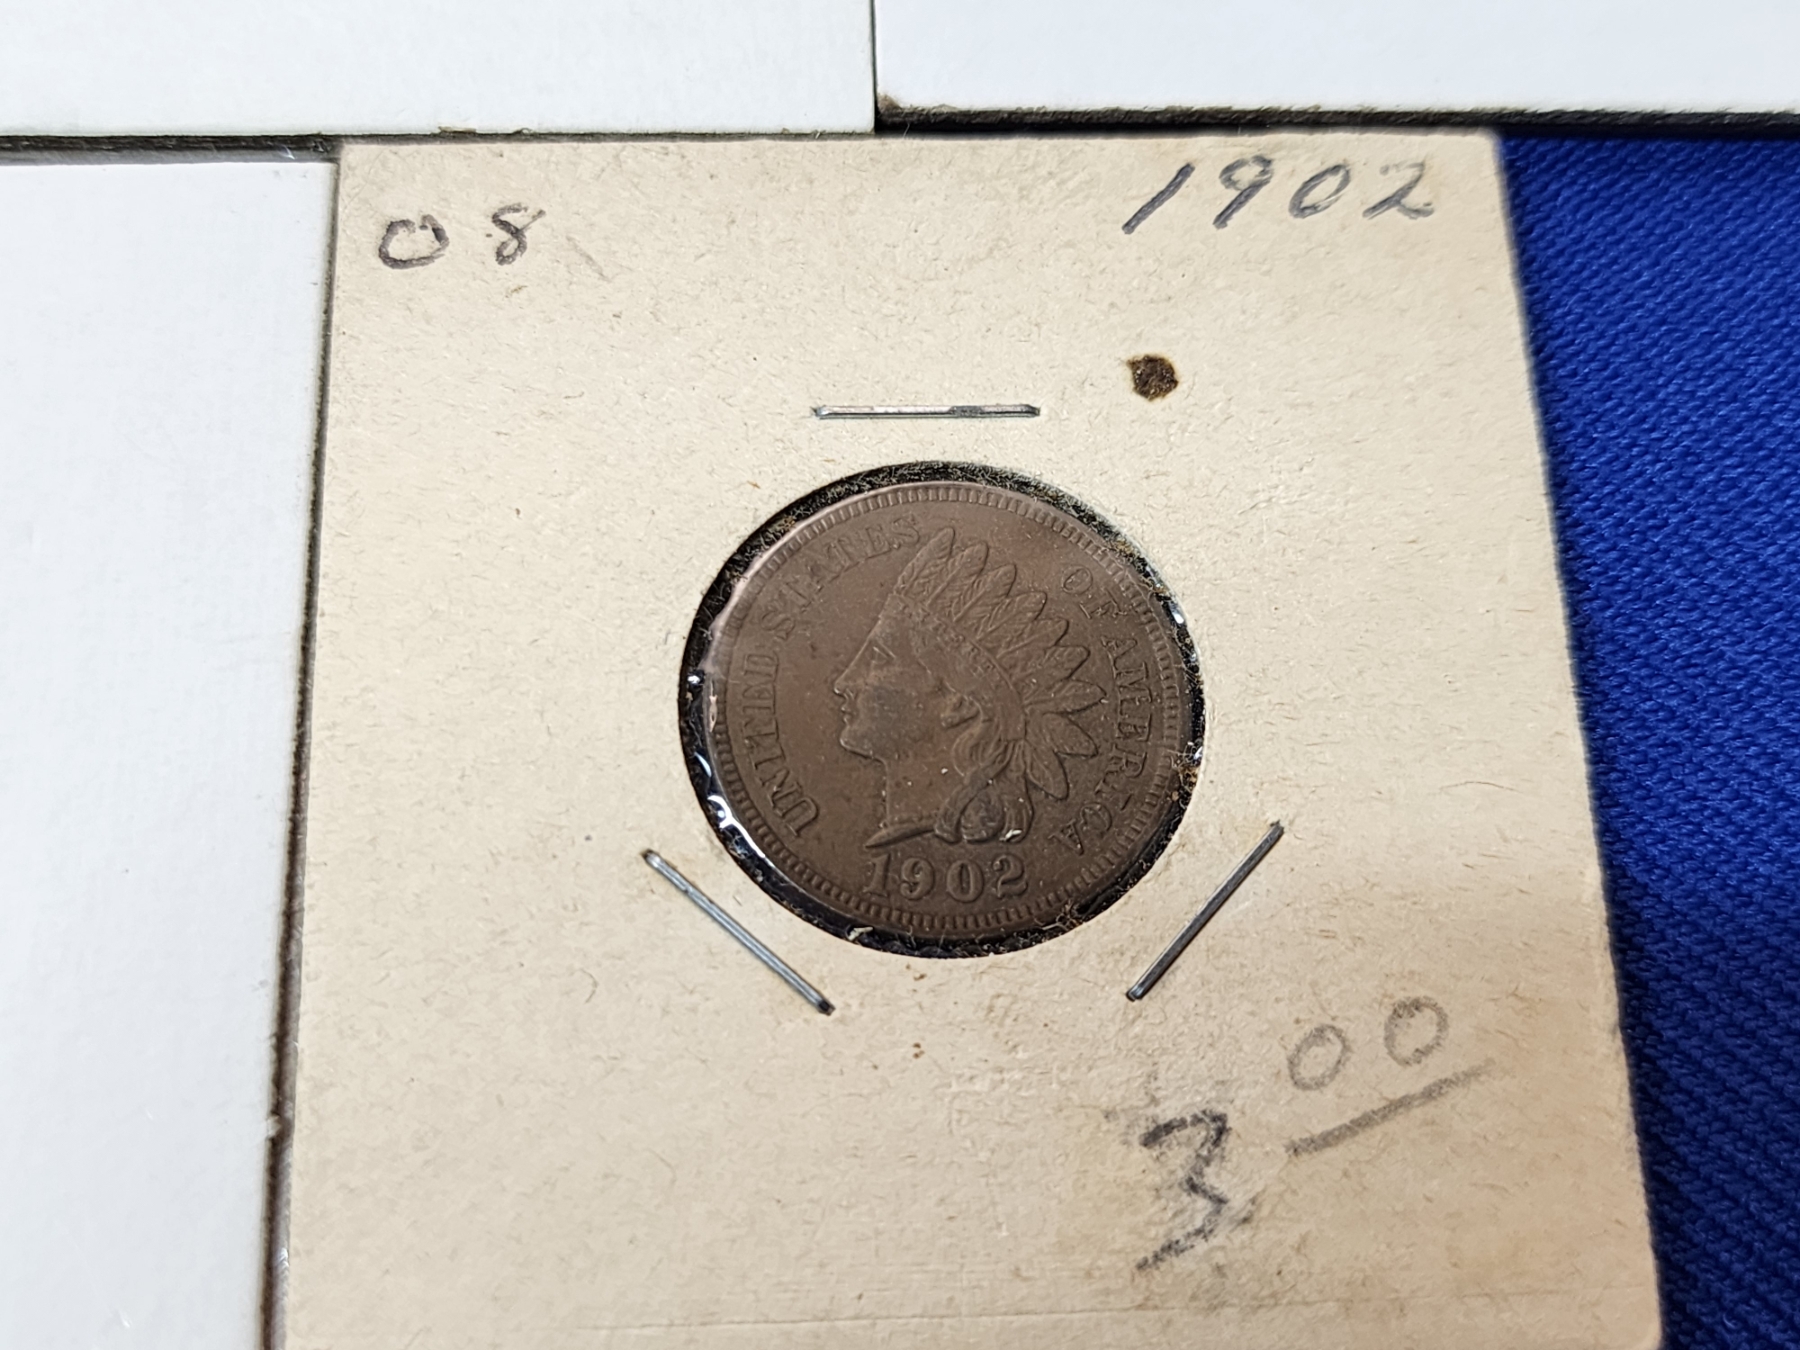 08
1902
UNITED STATES OF AMERICA
1902
3 00